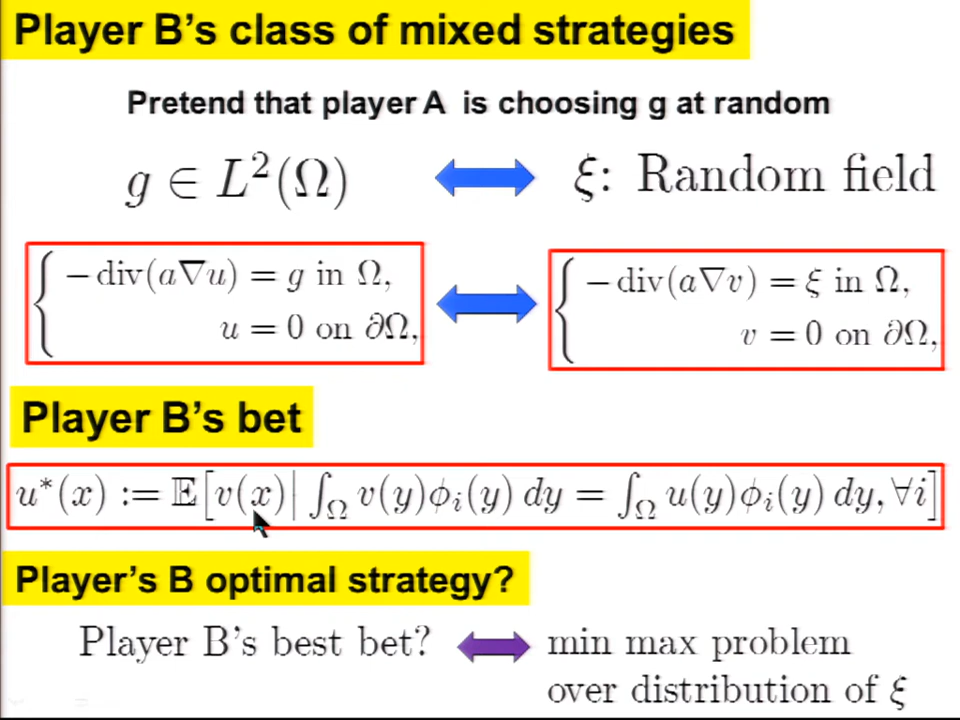 Player B's class of mixed strategies
Pretend that player A is choosing g at random
g ∈ L²(Ω) ξ: Random field
−div(a∇u) = g in Ω, −div(a∇v) = ξ in Ω,
u = 0 on ∂Ω, v = 0 on ∂Ω,
Player B's bet
u*(x) := 𝔼[v(x)| ∫_Ω v(y)ϕ_i(y) dy = ∫_Ω u(y)ϕ_i(y) dy, ∀i]
Player's B optimal strategy?
Player B's best bet? min max problem
over distribution of ξ